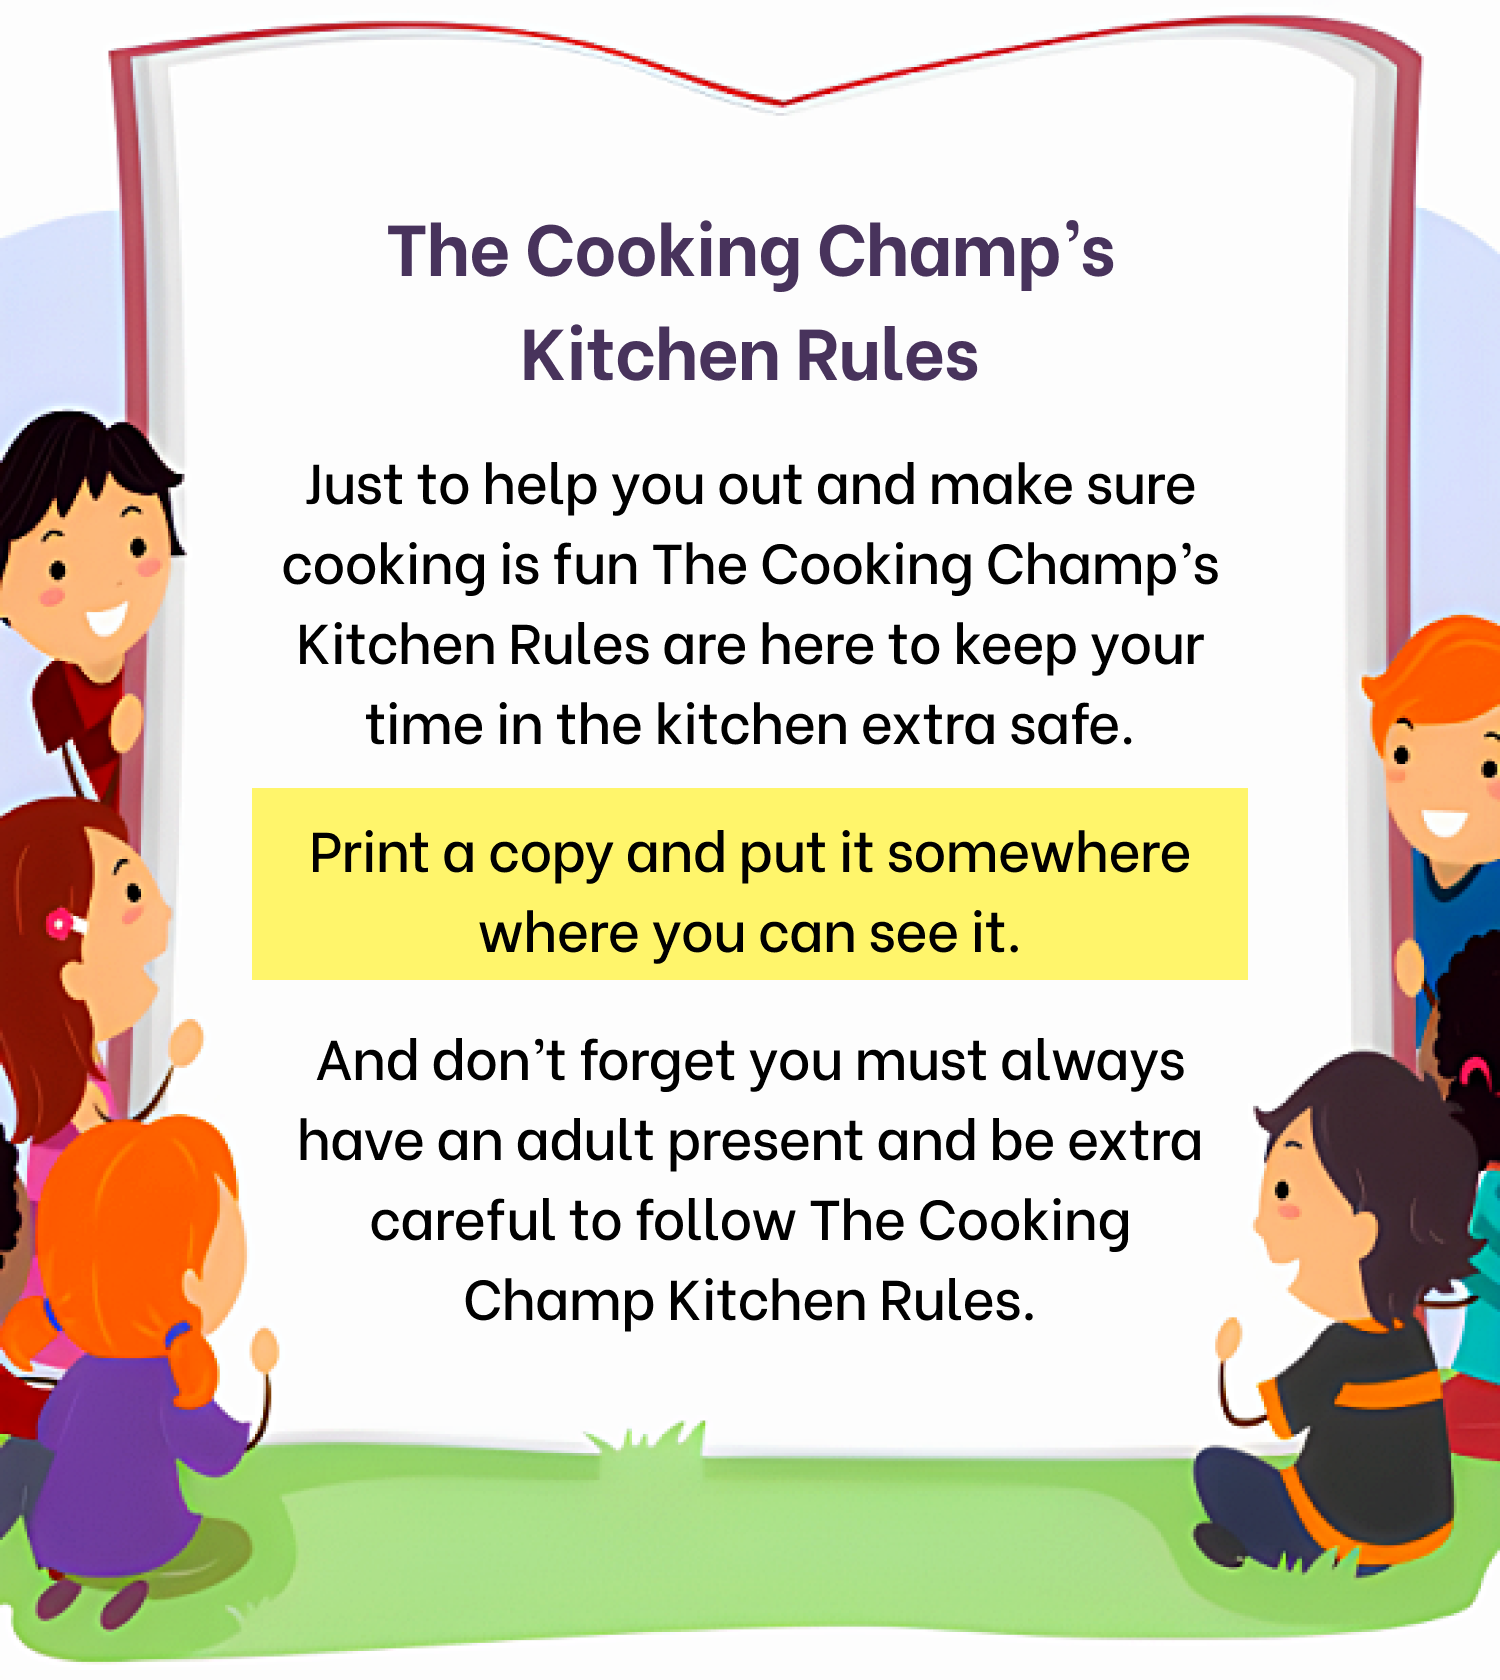 The Cooking Champ’s
Kitchen Rules
Just to help you out and make sure
cooking is fun The Cooking Champ’s
Kitchen Rules are here to keep your
time in the kitchen extra safe.
Print a copy and put it somewhere
where you can see it.
And don’t forget you must always
have an adult present and be extra
careful to follow The Cooking
Champ Kitchen Rules.